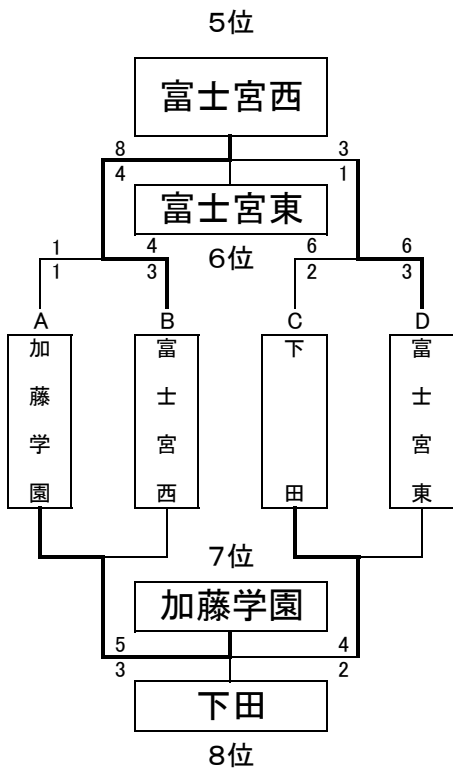 5位
富士宮西
8 3
4 1
富士宮東
6位
1 4 6 6
1 3 2 3
A B C D
加藤学園
富士宮西
下田
富士宮東
7位
加藤学園
5 4
3 2
下田
8位